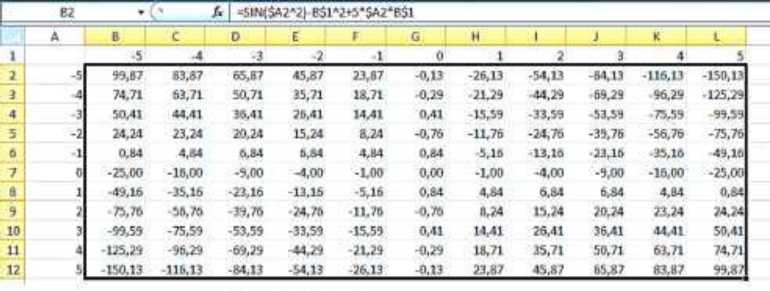 B2 fx =SIN($A2^2)-B$1^2+5*$A2*B$1
A B C D E F G H I J K L
1 -5 -4 -3 -2 -1 0 1 2 3 4 5
2 -5 99,87 83,87 65,87 45,87 23,87 -0,13 -26,13 -54,13 -84,13 -116,13 -150,13
3 -4 74,71 63,71 50,71 35,71 18,71 -0,29 -21,29 -44,29 -69,29 -96,29 -125,29
4 -3 50,41 44,41 36,41 26,41 14,41 0,41 -15,59 -33,59 -53,59 -75,59 -99,59
5 -2 24,24 23,24 20,24 15,24 8,24 -0,76 -11,76 -24,76 -39,76 -56,76 -75,76
6 -1 0,84 4,84 6,84 6,84 4,84 0,84 -5,16 -13,16 -23,16 -35,16 -49,16
7 0 -25,00 -16,00 -9,00 -4,00 -1,00 0,00 -1,00 -4,00 -9,00 -16,00 -25,00
8 1 -49,16 -35,16 -23,16 -13,16 -5,16 0,84 4,84 6,84 6,84 4,84 0,84
9 2 -75,76 -56,76 -39,76 -24,76 -11,76 -0,76 8,24 15,24 20,24 23,24 24,24
10 3 -99,59 -75,59 -53,59 -33,59 -15,59 0,41 14,41 26,41 36,41 44,41 50,41
11 4 -125,29 -96,29 -69,29 -44,29 -21,29 -0,29 18,71 35,71 50,71 63,71 74,71
12 5 -150,13 -116,13 -84,13 -54,13 -26,13 -0,13 23,87 45,87 65,87 83,87 99,87